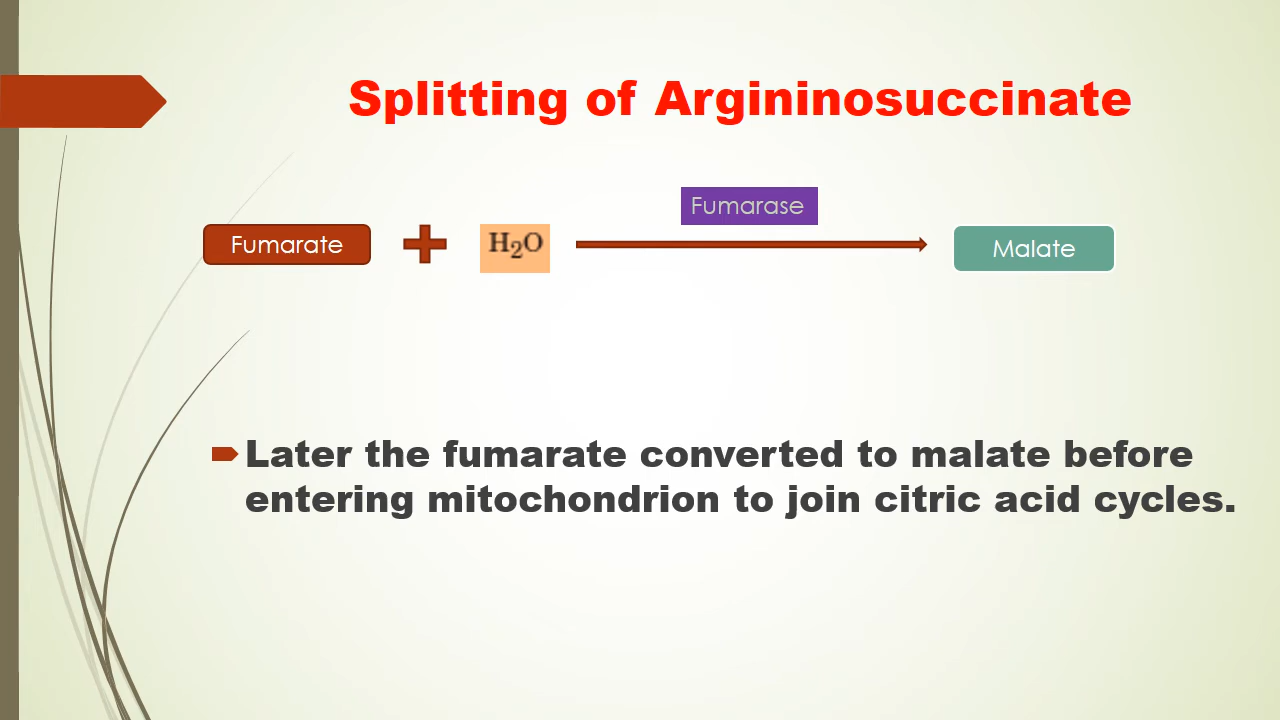 Splitting of Argininosuccinate
Fumarase
Fumarate + H₂O Malate
Later the fumarate converted to malate before
entering mitochondrion to join citric acid cycles.